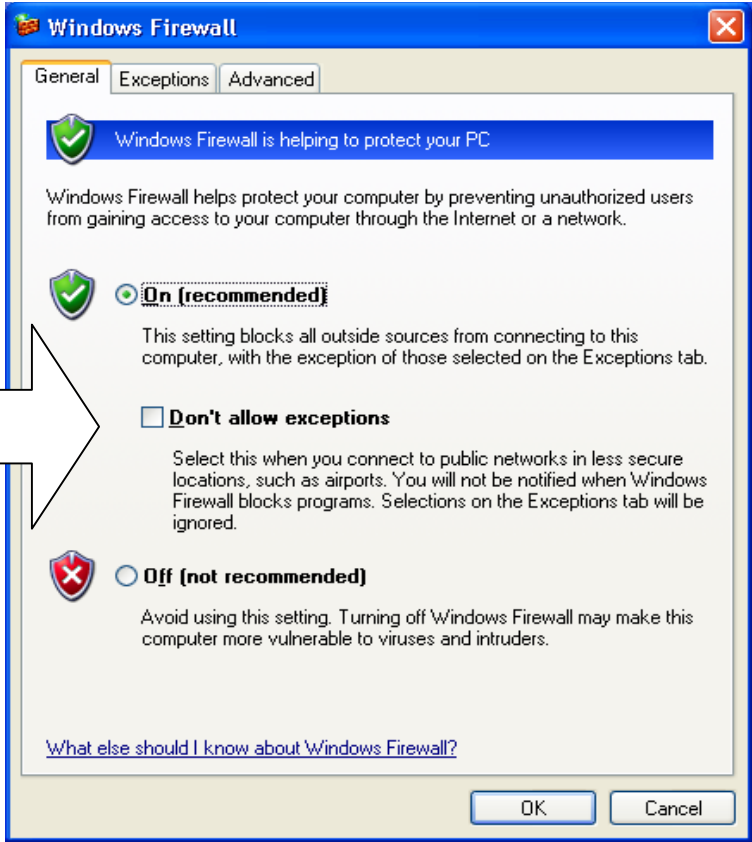 Windows Firewall
General Exceptions Advanced
Windows Firewall is helping to protect your PC
Windows Firewall helps protect your computer by preventing unauthorized users
from gaining access to your computer through the Internet or a network.
On (recommended)
This setting blocks all outside sources from connecting to this
computer, with the exception of those selected on the Exceptions tab.
Don't allow exceptions
Select this when you connect to public networks in less secure
locations, such as airports. You will not be notified when Windows
Firewall blocks programs. Selections on the Exceptions tab will be
ignored.
Off (not recommended)
Avoid using this setting. Turning off Windows Firewall may make this
computer more vulnerable to viruses and intruders.
What else should I know about Windows Firewall?
OK Cancel